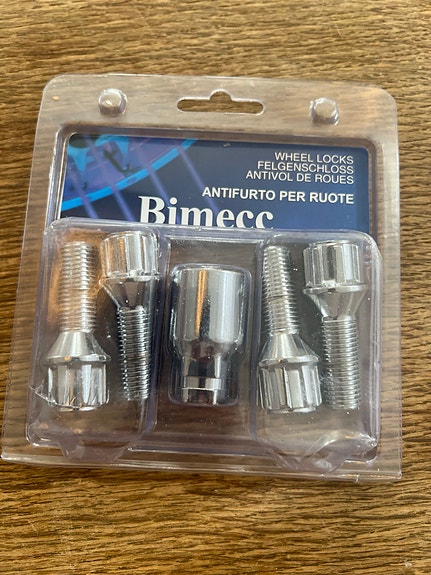 WHEEL LOCKS
FELGENSCHLOSS
ANTIVOL DE ROUES
ANTIFURTO PER RUOTE
Bimecc